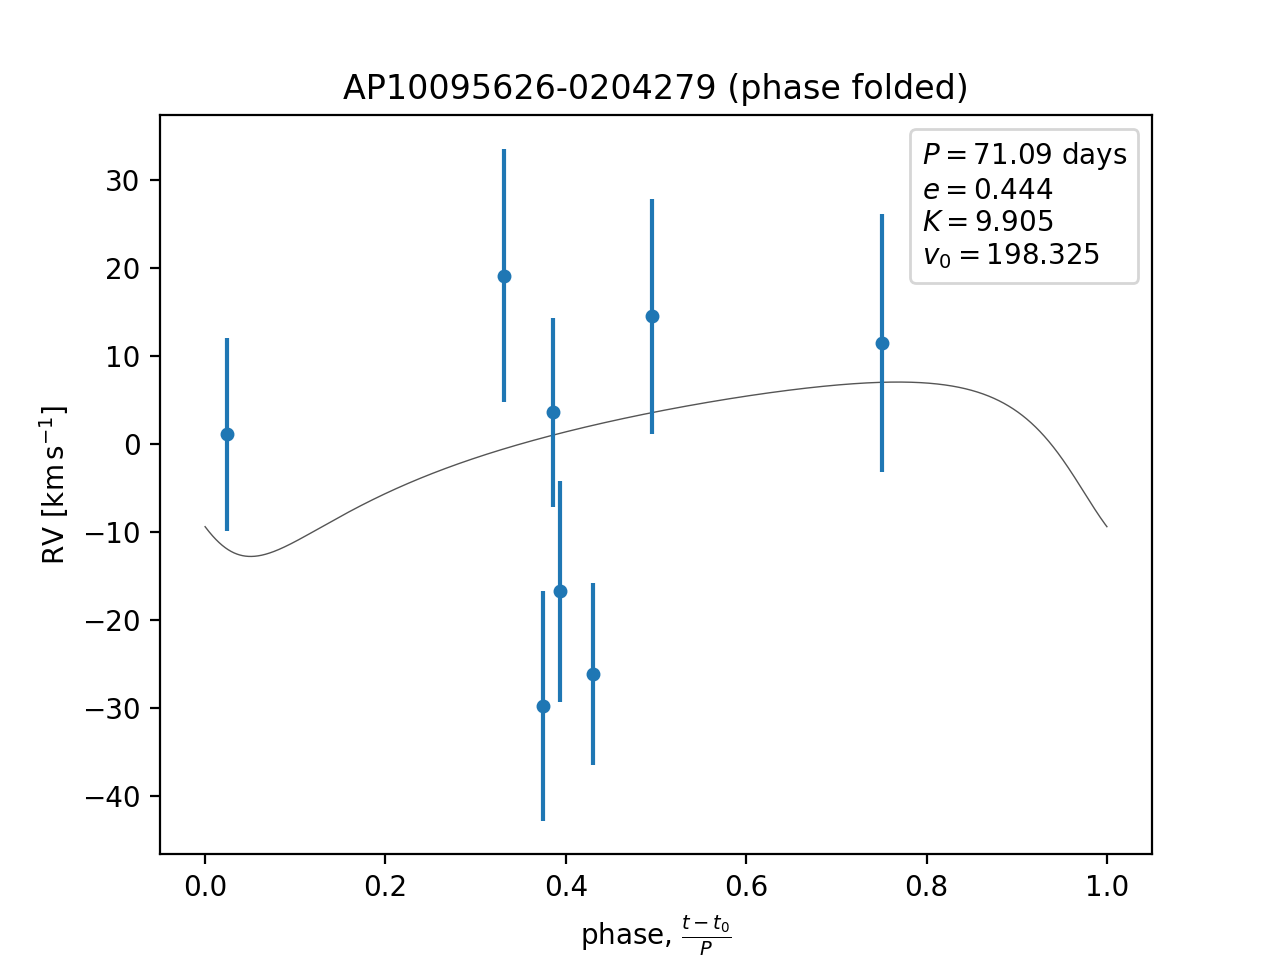 AP10095626-0204279 (phase folded)
P = 71.09 days
e = 0.444
K = 9.905
v₀ = 198.325
RV [km s⁻¹]
30
20
10
0
−10
−20
−30
−40
0.0 0.2 0.4 0.6 0.8 1.0
phase, (t − t₀)/P